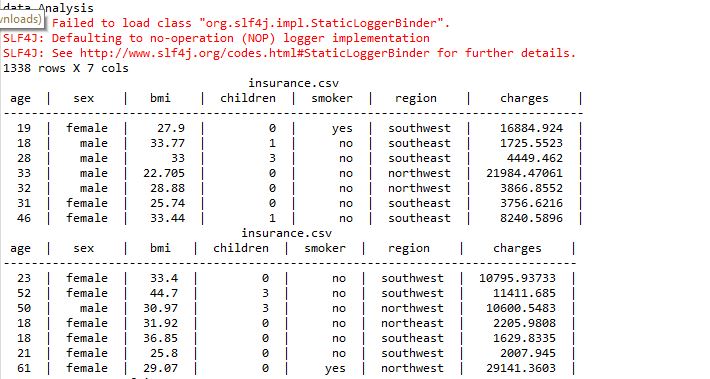 data Analysis
vnloads)
Failed to load class "org.slf4j.impl.StaticLoggerBinder".
SLF4J: Defaulting to no-operation (NOP) logger implementation
SLF4J: See http://www.slf4j.org/codes.html#StaticLoggerBinder for further details.
1338 rows X 7 cols
insurance.csv
age | sex | bmi | children | smoker | region | charges |
19 | female | 27.9 | 0 | yes | southwest | 16884.924 |
18 | male | 33.77 | 1 | no | southeast | 1725.5523 |
28 | male | 33 | 3 | no | southeast | 4449.462 |
33 | male | 22.705 | 0 | no | northwest | 21984.47061 |
32 | male | 28.88 | 0 | no | northwest | 3866.8552 |
31 | female | 25.74 | 0 | no | southeast | 3756.6216 |
46 | female | 33.44 | 1 | no | southeast | 8240.5896 |
insurance.csv
age | sex | bmi | children | smoker | region | charges |
23 | female | 33.4 | 0 | no | southwest | 10795.93733 |
52 | female | 44.7 | 3 | no | southwest | 11411.685 |
50 | male | 30.97 | 3 | no | northwest | 10600.5483 |
18 | female | 31.92 | 0 | no | northeast | 2205.9808 |
18 | female | 36.85 | 0 | no | southeast | 1629.8335 |
21 | female | 25.8 | 0 | no | southwest | 2007.945 |
61 | female | 29.07 | 0 | yes | northwest | 29141.3603 |